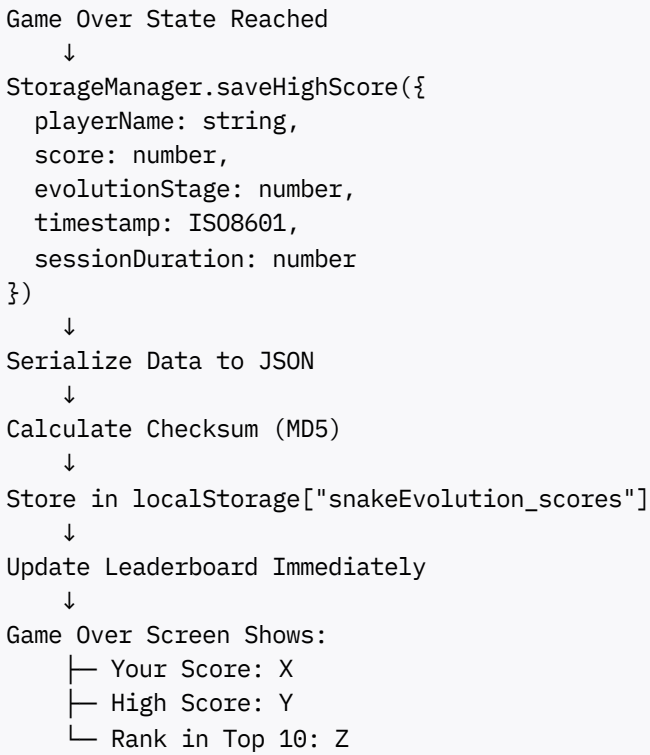 Game Over State Reached
↓
StorageManager.saveHighScore({
playerName: string,
score: number,
evolutionStage: number,
timestamp: ISO8601,
sessionDuration: number
})
↓
Serialize Data to JSON
↓
Calculate Checksum (MD5)
↓
Store in localStorage["snakeEvolution_scores"]
↓
Update Leaderboard Immediately
↓
Game Over Screen Shows:
├─ Your Score: X
├─ High Score: Y
└─ Rank in Top 10: Z